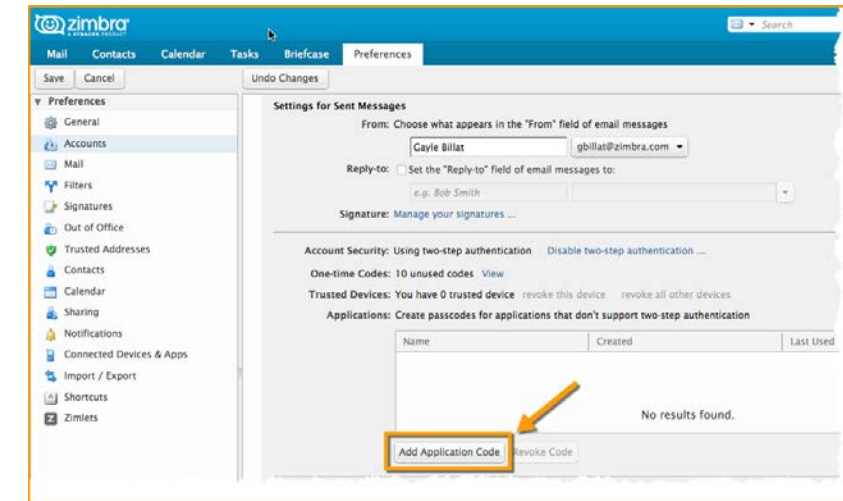 zimbra
A SYNACOR PRODUCT
Search
Mail Contacts Calendar Tasks Briefcase Preferences
Save Cancel Undo Changes
Preferences
General
Accounts
Mail
Filters
Signatures
Out of Office
Trusted Addresses
Contacts
Calendar
Sharing
Notifications
Connected Devices & Apps
Import / Export
Shortcuts
Zimlets
Settings for Sent Messages
From: Choose what appears in the "From" field of email messages
Gayle Billat gbillat@zimbra.com
Reply-to: Set the "Reply-to" field of email messages to:
e.g. Bob Smith
Signature: Manage your signatures ...
Account Security: Using two-step authentication Disable two-step authentication ...
One-time Codes: 10 unused codes View
Trusted Devices: You have 0 trusted device revoke this device revoke all other devices
Applications: Create passcodes for applications that don't support two-step authentication
Name Created Last Used
No results found.
Add Application Code Revoke Code